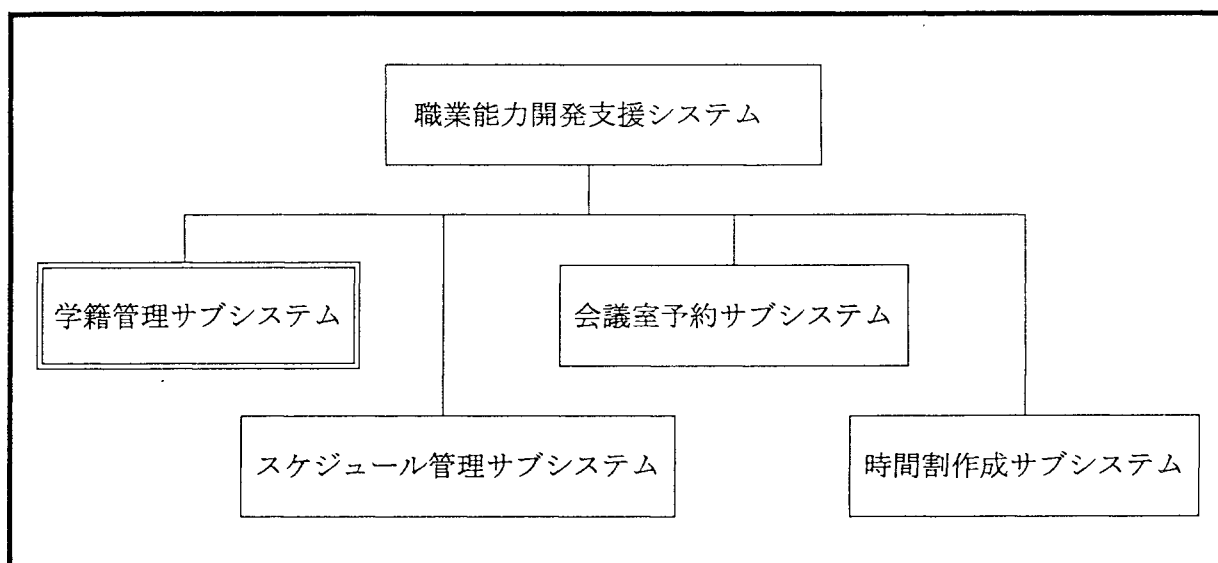 職業能力開発支援システム
学籍管理サブシステム
会議室予約サブシステム
スケジュール管理サブシステム
時間割作成サブシステム